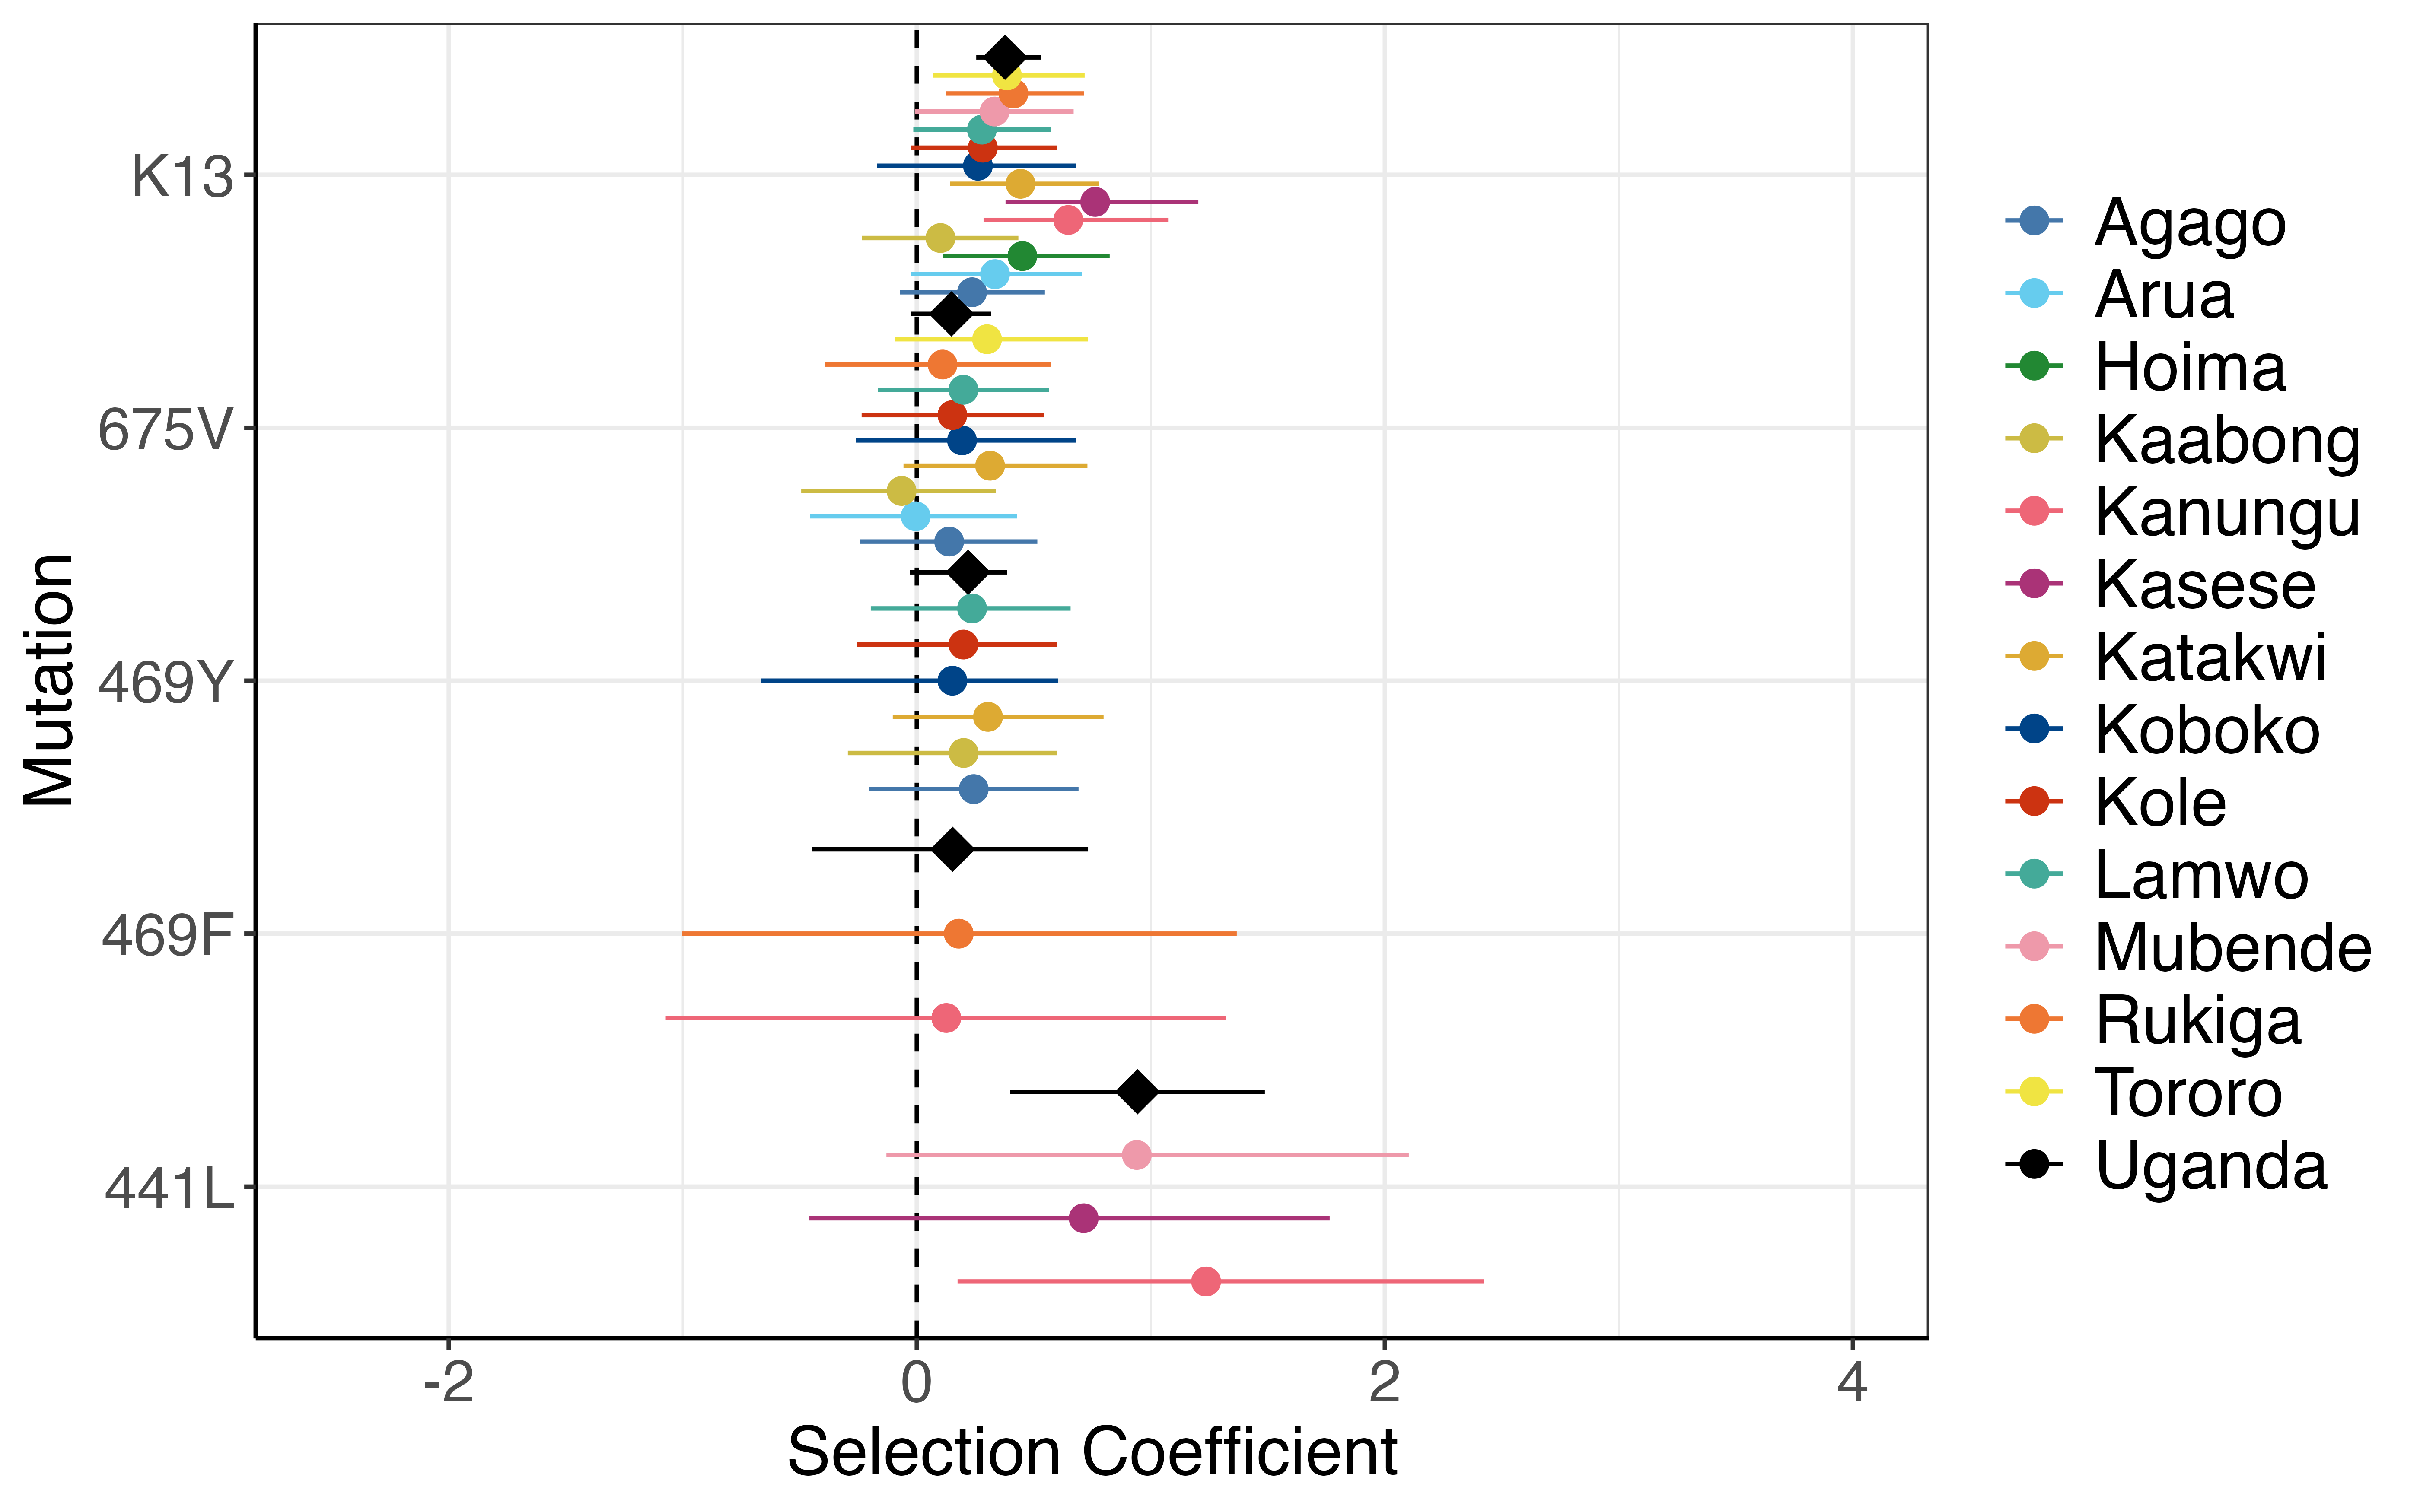 Mutation
K13
675V
469Y
469F
441L
-2
0
2
4
Selection Coefficient
Agago
Arua
Hoima
Kaabong
Kanungu
Kasese
Katakwi
Koboko
Kole
Lamwo
Mubende
Rukiga
Tororo
Uganda